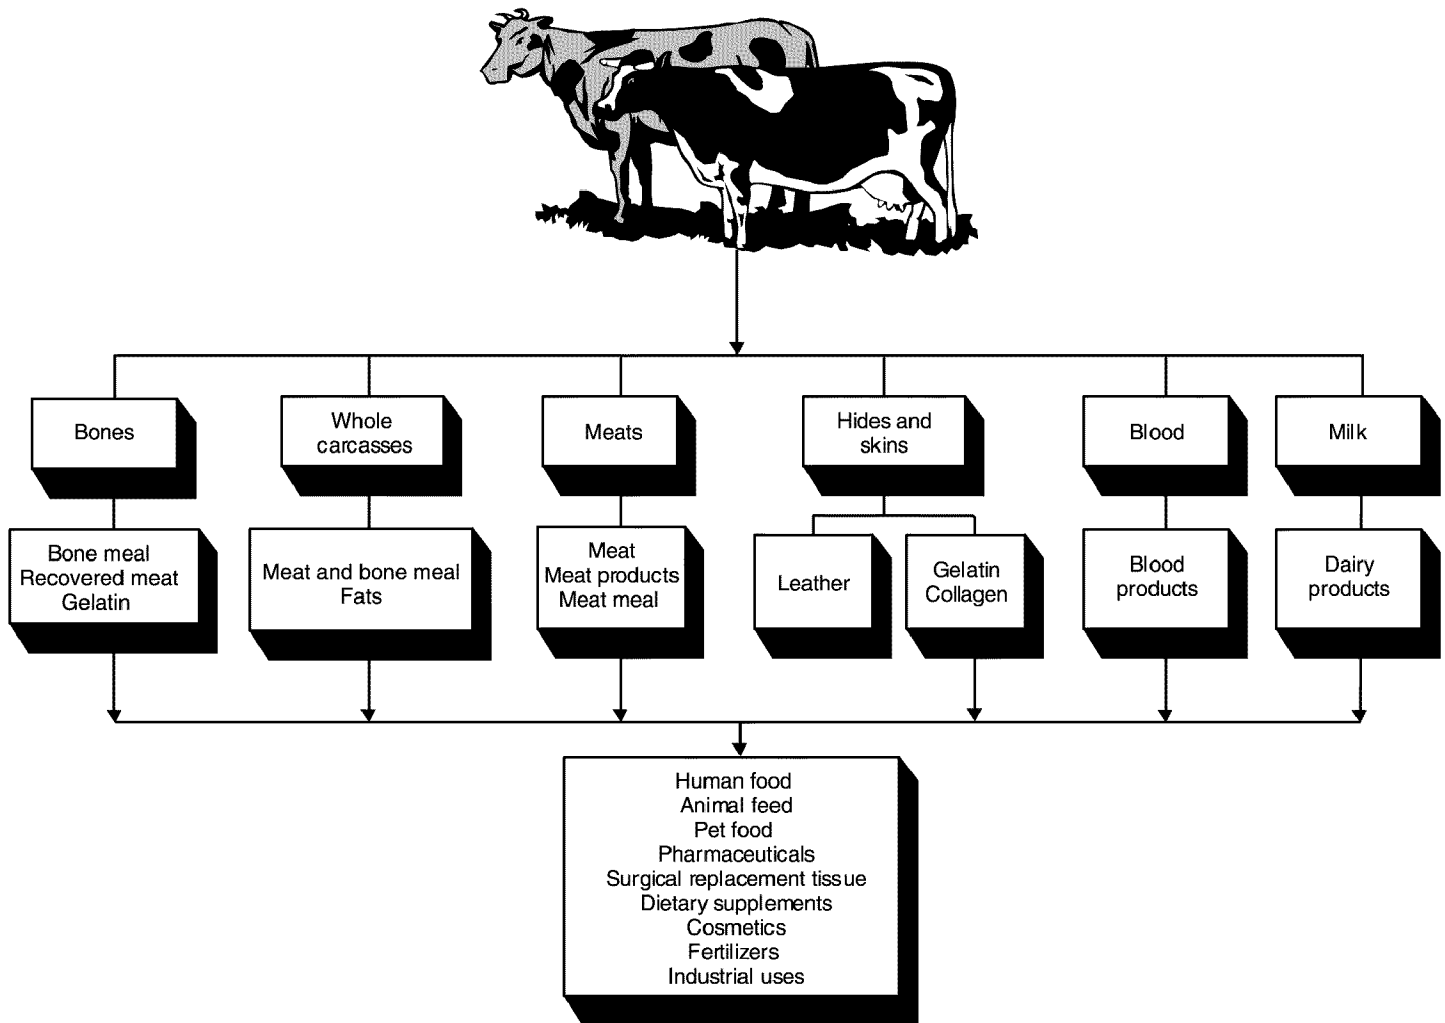 Bones
Whole
carcasses
Meats
Hides and
skins
Blood
Milk
Bone meal
Recovered meat
Gelatin
Meat and bone meal
Fats
Meat
Meat products
Meat meal
Leather
Gelatin
Collagen
Blood
products
Dairy
products
Human food
Animal feed
Pet food
Pharmaceuticals
Surgical replacement tissue
Dietary supplements
Cosmetics
Fertilizers
Industrial uses